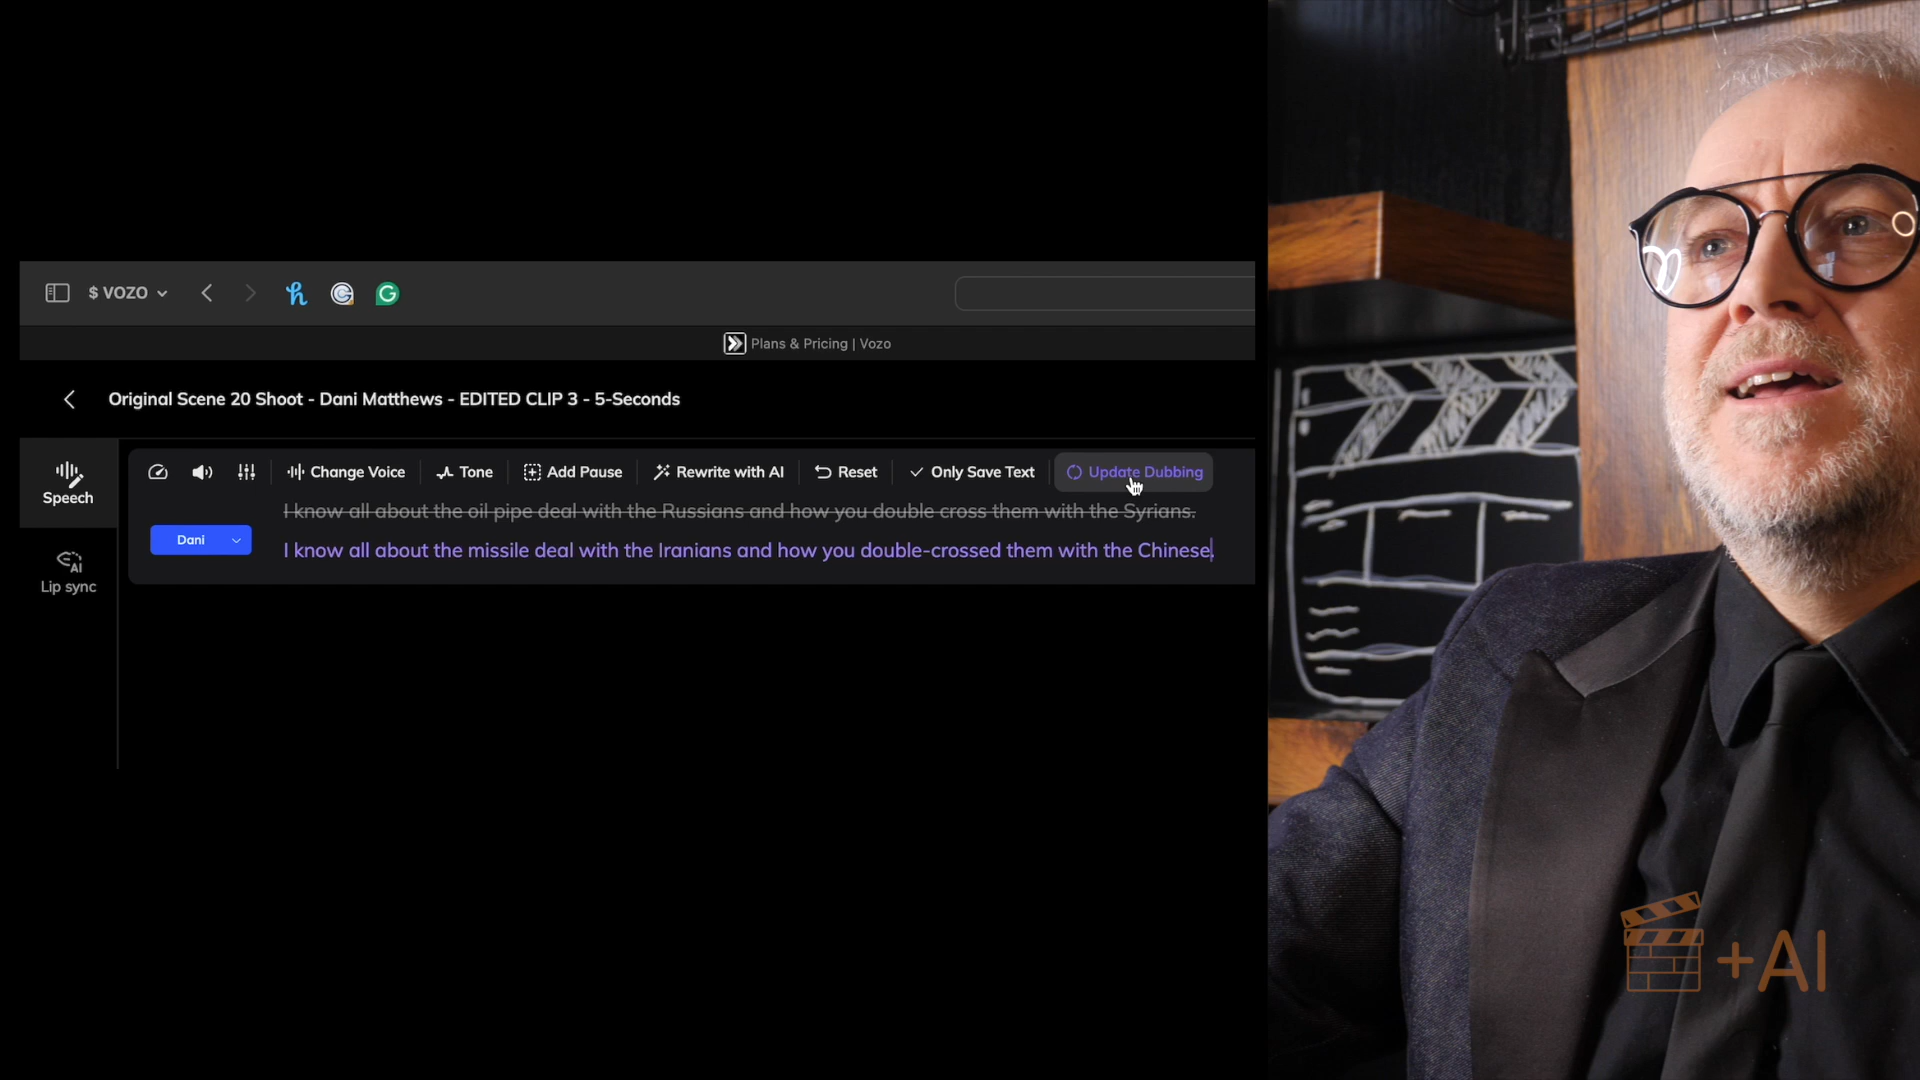 $ VOZO
Plans & Pricing | Vozo
Original Scene 20 Shoot - Dani Matthews - EDITED CLIP 3 - 5-Seconds
Speech
Change Voice
Tone
Add Pause
Rewrite with AI
Reset
Only Save Text
Update Dubbing
I know all about the oil pipe deal with the Russians and how you double cross them with the Syrians.
Dani
I know all about the missile deal with the Iranians and how you double-crossed them with the Chinese.
AI
Lip sync
+AI